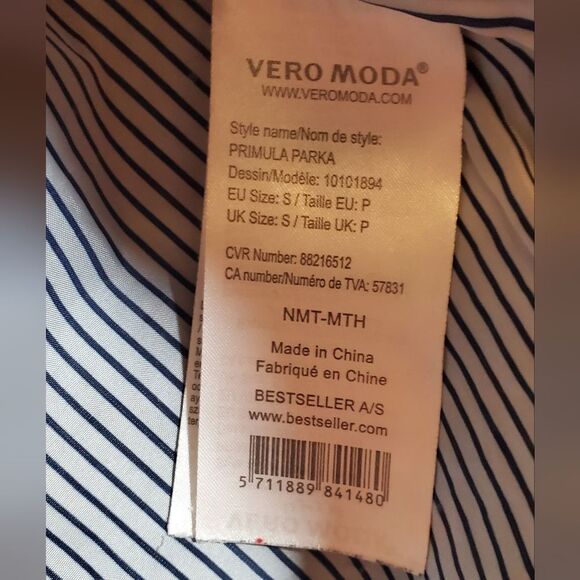 VERO MODA®
WWW.VEROMODA.COM
Style name/Nom de style:
PRIMULA PARKA
Dessin/Modèle: 10101894
EU Size: S / Taille EU: P
UK Size: S / Taille UK: P
CVR Number: 88216512
CA number/Numéro de TVA: 57831
NMT-MTH
Made in China
Fabriqué en Chine
BESTSELLER A/S
www.bestseller.com
5 711889 841480